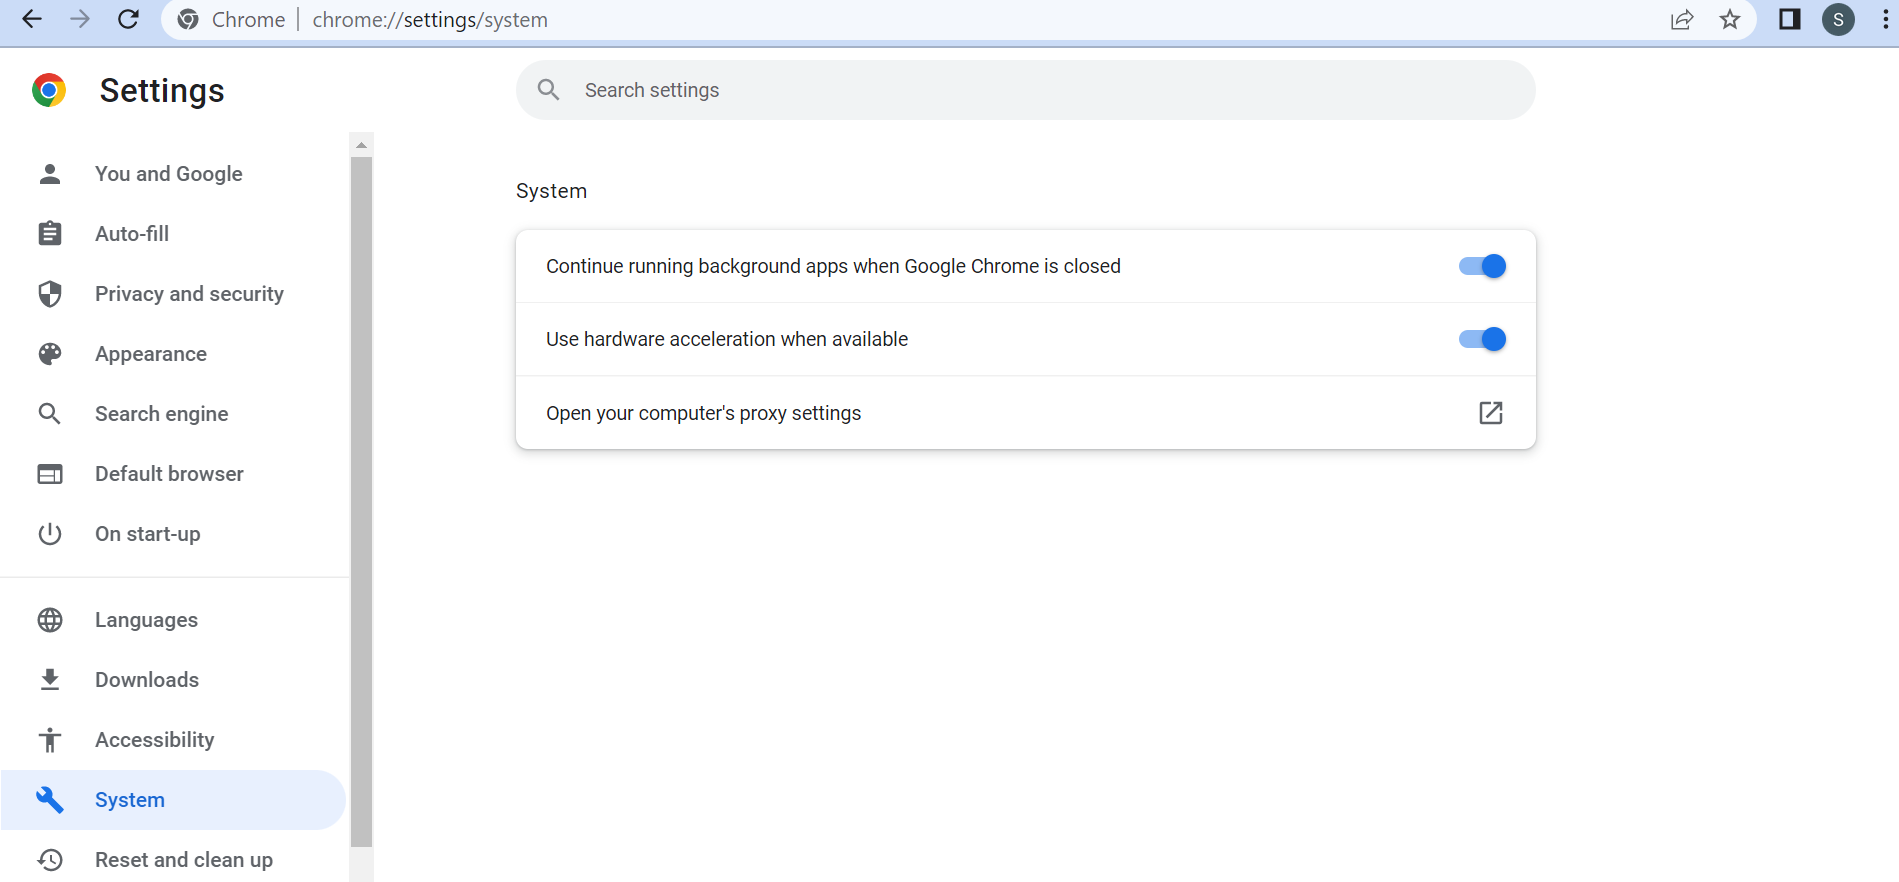 Chrome | chrome://settings/system
S
Settings
Search settings
You and Google
Auto-fill
Privacy and security
Appearance
Search engine
Default browser
On start-up
Languages
Downloads
Accessibility
System
Reset and clean up
System
Continue running background apps when Google Chrome is closed
Use hardware acceleration when available
Open your computer's proxy settings